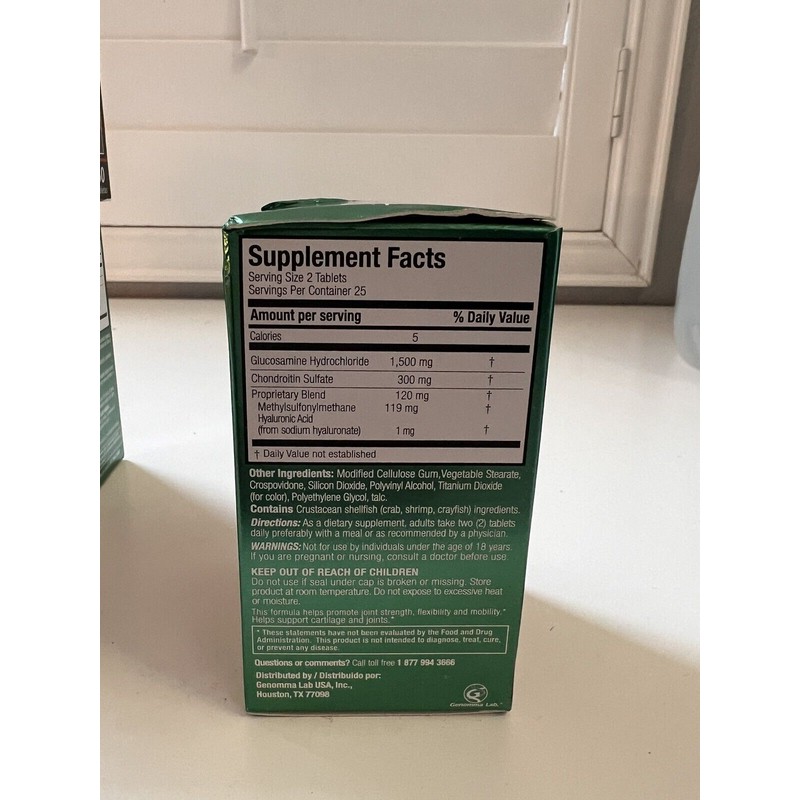 Supplement Facts
Serving Size 2 Tablets
Servings Per Container 25
Amount per serving % Daily Value
Calories 5
Glucosamine Hydrochloride 1,500 mg †
Chondroitin Sulfate 300 mg †
Proprietary Blend 120 mg †
Methylsulfonylmethane 119 mg †
Hyaluronic Acid
(from sodium hyaluronate) 1 mg †
† Daily Value not established
Other Ingredients: Modified Cellulose Gum, Vegetable Stearate,
Crospovidone, Silicon Dioxide, Polyvinyl Alcohol, Titanium Dioxide
(for color), Polyethylene Glycol, talc.
Contains Crustacean shellfish (crab, shrimp, crayfish) ingredients.
Directions: As a dietary supplement, adults take two (2) tablets
daily preferably with a meal or as recommended by a physician.
WARNINGS: Not for use by individuals under the age of 18 years.
If you are pregnant or nursing, consult a doctor before use.
KEEP OUT OF REACH OF CHILDREN
Do not use if seal under cap is broken or missing. Store
product at room temperature. Do not expose to excessive heat
or moisture.
This formula helps promote joint strength, flexibility and mobility.*
Helps support cartilage and joints.*
* These statements have not been evaluated by the Food and Drug
Administration. This product is not intended to diagnose, treat, cure,
or prevent any disease.
Questions or comments? Call toll free 1 877 994 3666
Distributed by / Distribuido por:
Genomma Lab USA, Inc.,
Houston, TX 77098
Genomma Lab.